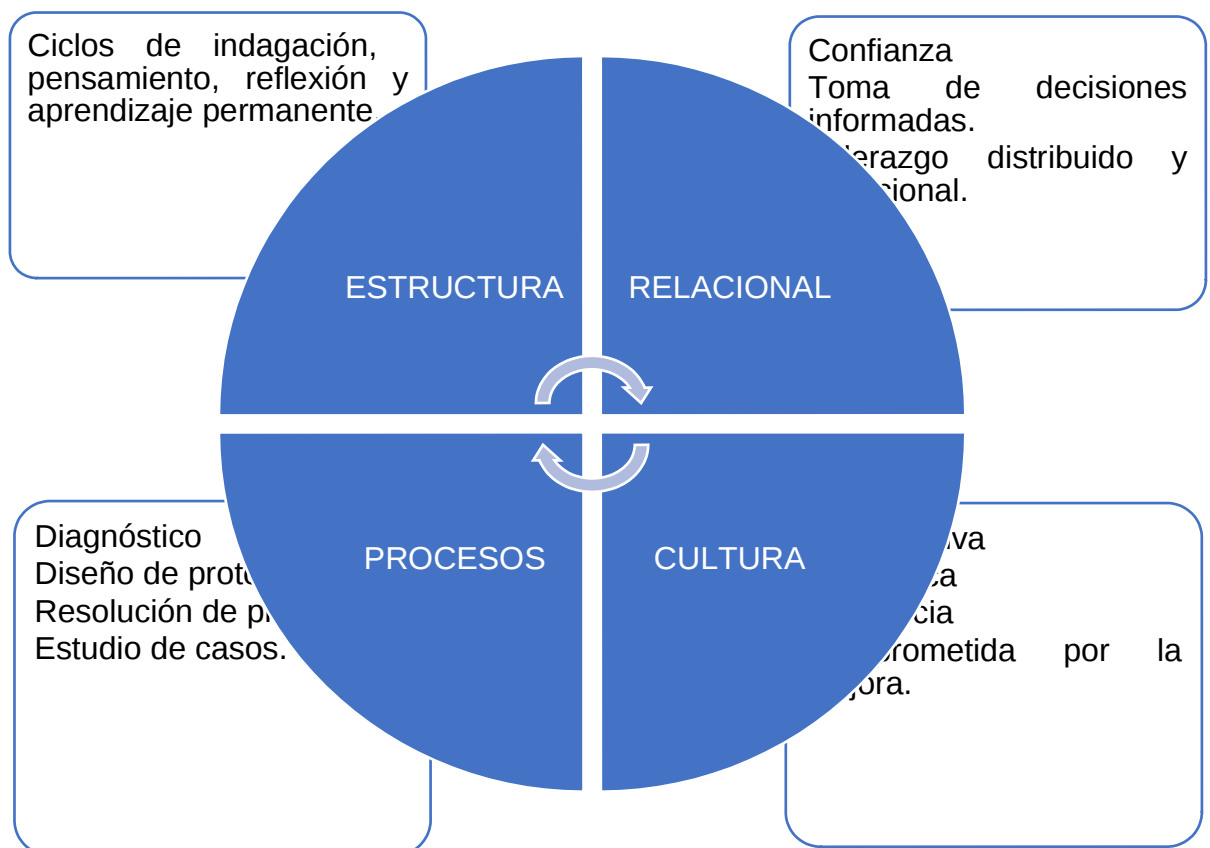 Ciclos de indagación,
pensamiento, reflexión y
aprendizaje permanente.
Confianza
Toma de decisiones
informadas.
distribuido y
ESTRUCTURA
RELACIONAL
PROCESOS
CULTURA
Diagnóstico
Diseño de
Resolución de
Estudio de casos.
por la